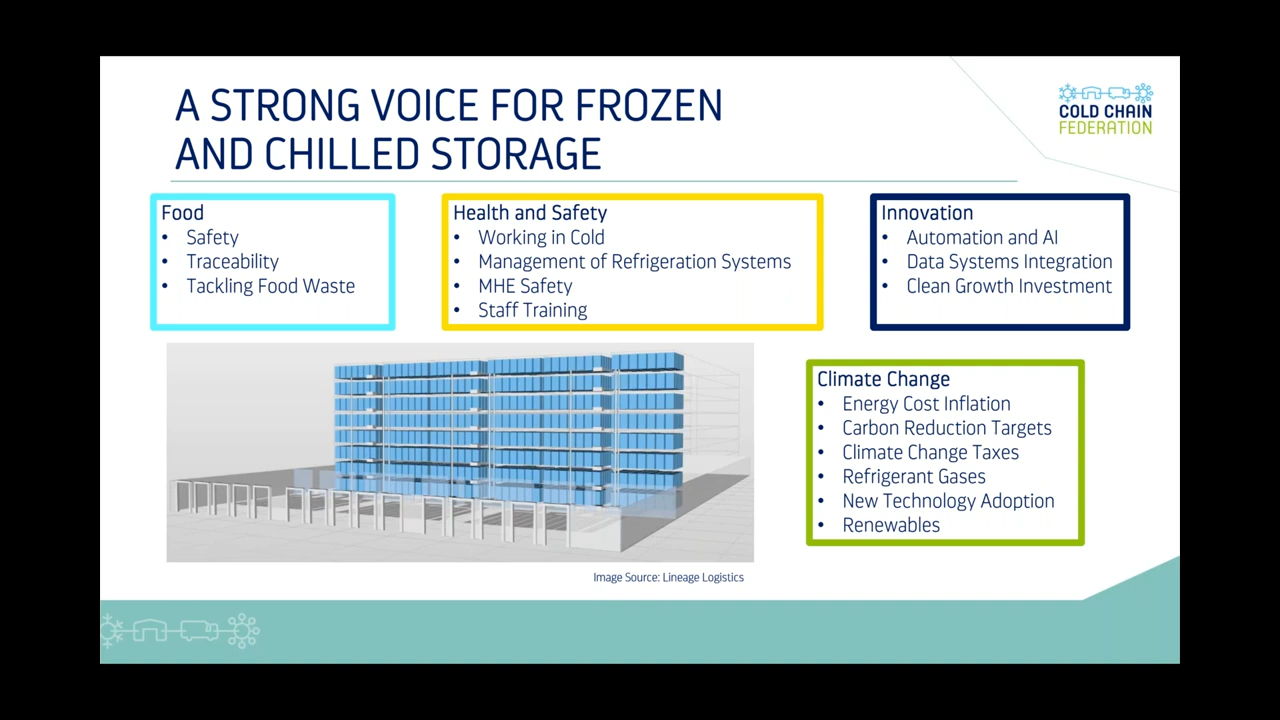 A STRONG VOICE FOR FROZEN
AND CHILLED STORAGE
COLD CHAIN
FEDERATION
Food
• Safety
• Traceability
• Tackling Food Waste
Health and Safety
• Working in Cold
• Management of Refrigeration Systems
• MHE Safety
• Staff Training
Innovation
• Automation and AI
• Data Systems Integration
• Clean Growth Investment
Climate Change
• Energy Cost Inflation
• Carbon Reduction Targets
• Climate Change Taxes
• Refrigerant Gases
• New Technology Adoption
• Renewables
Image Source: Lineage Logistics